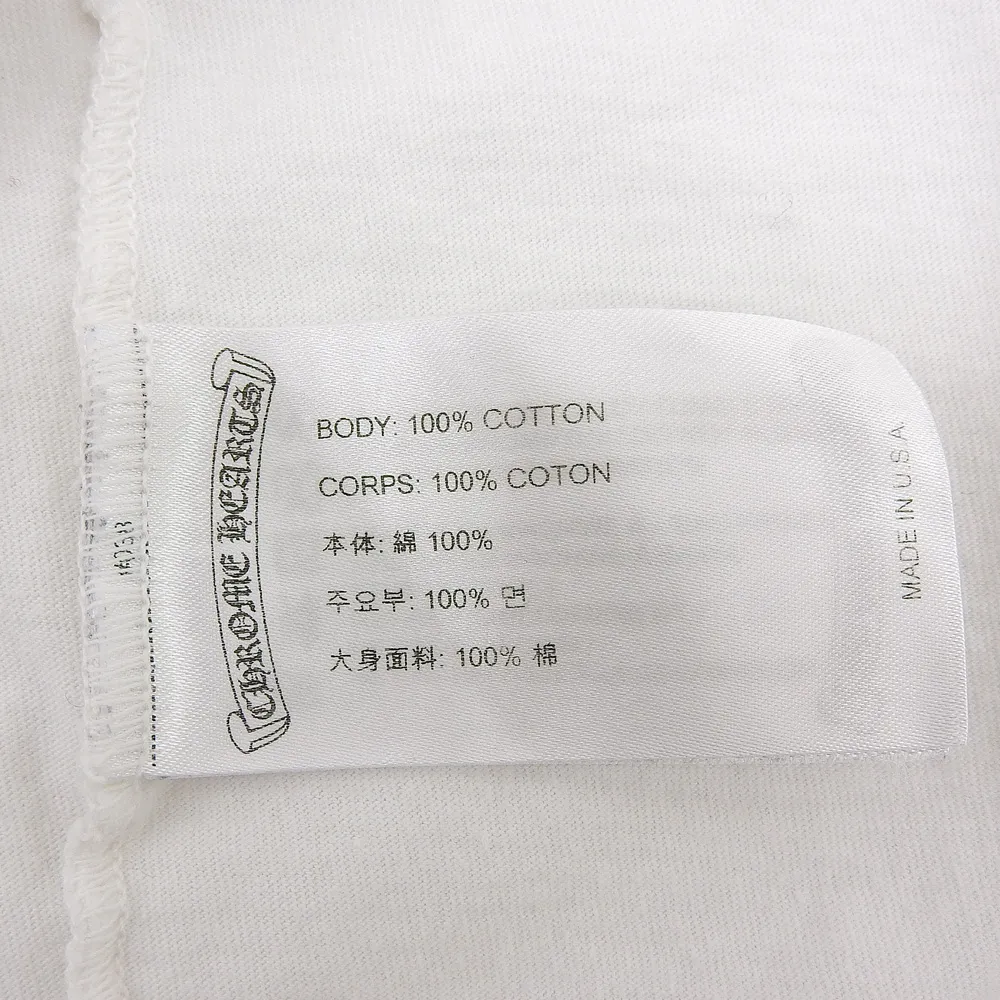 CHROME HEARTS
BODY: 100% COTTON
CORPS: 100% COTON
本体: 綿 100%
주요부: 100% 면
大身面料: 100% 棉
MADE IN U.S.A.